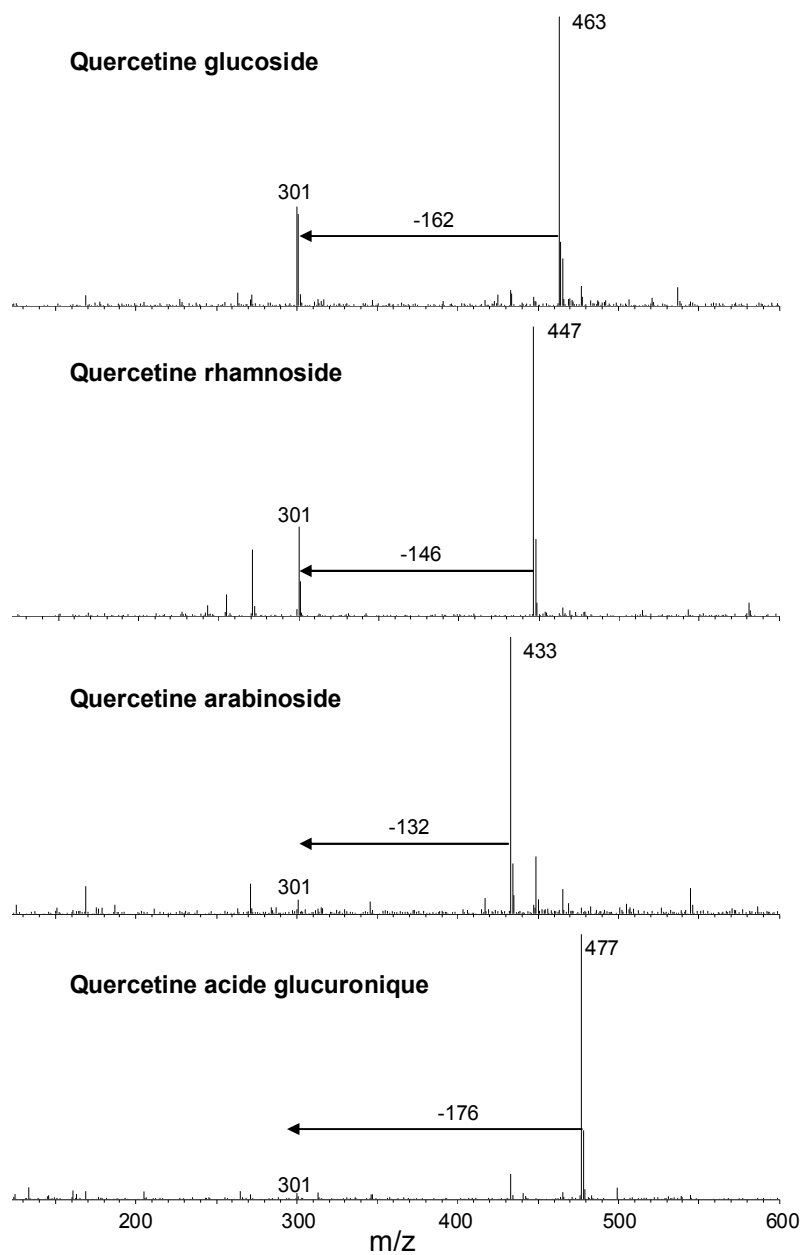 463
Quercetine glucoside
301
-162
447
Quercetine rhamnoside
301
-146
433
Quercetine arabinoside
-132
301
477
Quercetine acide glucuronique
-176
301
200 300 400 500 600
m/z